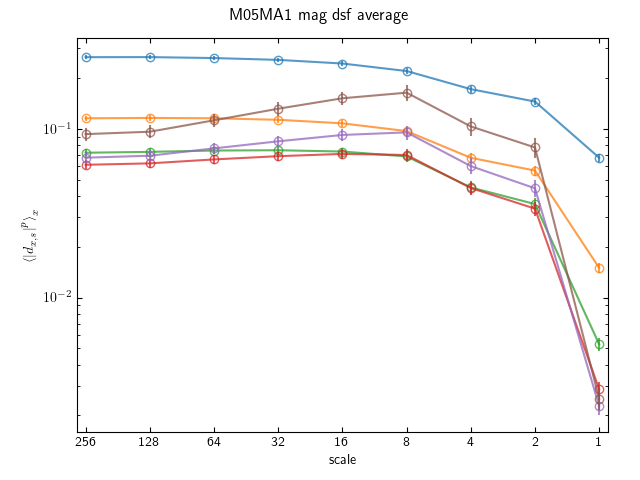 M05MA1 mag dsf average
⟨|d_{x,s}|^p⟩_x
10^{-1}
10^{-2}
256 128 64 32 16 8 4 2 1
scale